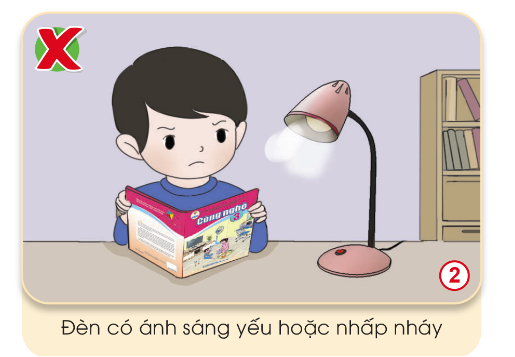 Công nghệ
2
Đèn có ánh sáng yếu hoặc nhấp nháy